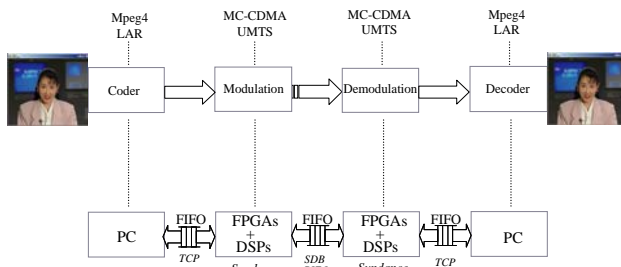 Mpeg4
LAR
MC-CDMA
UMTS
MC-CDMA
UMTS
Mpeg4
LAR
Coder
Modulation
Demodulation
Decoder
PC
FIFO
TCP
FPGAs
+
DSPs
FIFO
SDB
FPGAs
+
DSPs
FIFO
TCP
PC
Sundance